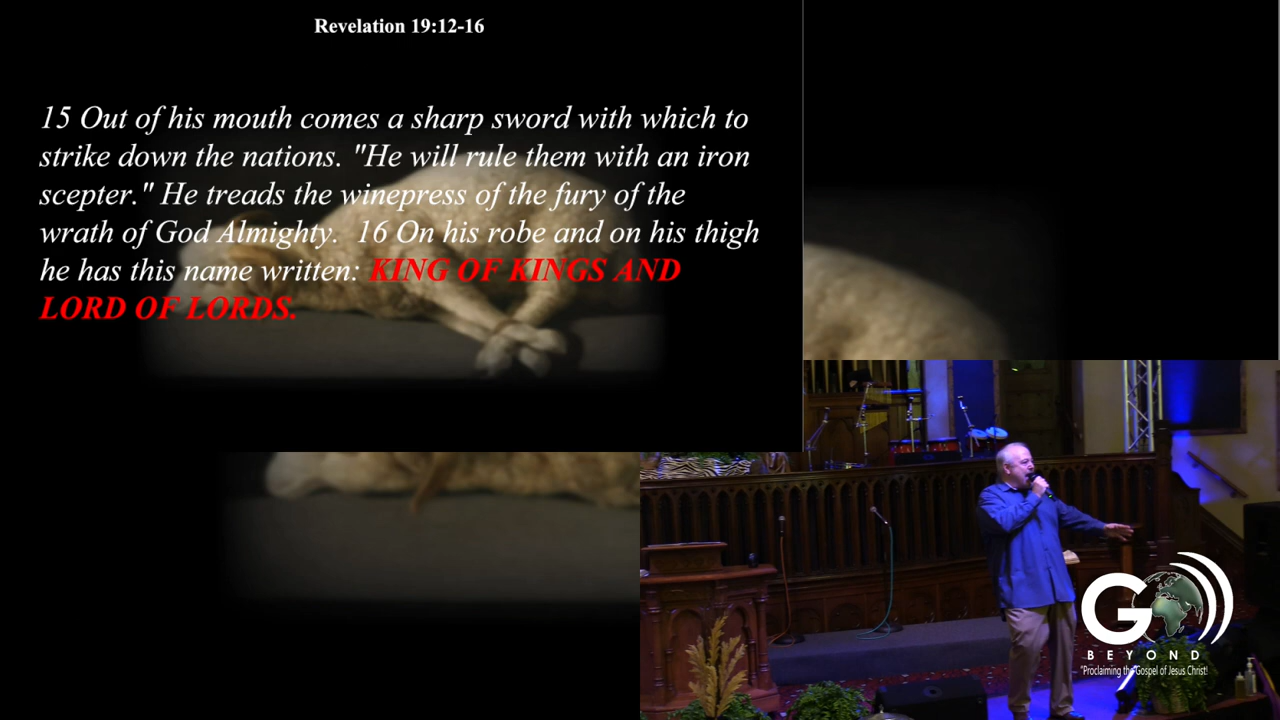 Revelation 19:12-16
15 Out of his mouth comes a sharp sword with which to
strike down the nations. "He will rule them with an iron
scepter." He treads the winepress of the fury of the
wrath of God Almighty.  16 On his robe and on his thigh
he has this name written: KING OF KINGS AND
LORD OF LORDS.
GO
BEYOND
"Proclaiming the Gospel of Jesus Christ!